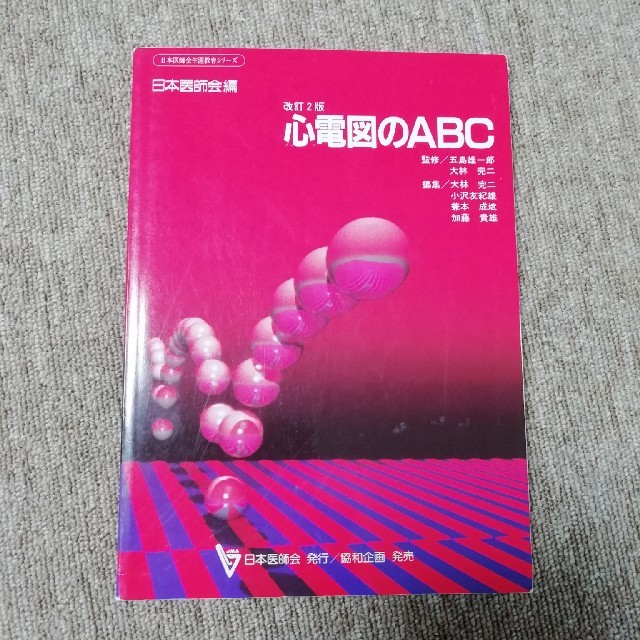 日本医師会生涯教育シリーズ
日本医師会編
改訂2版
心電図のABC
監修／五島雄一郎
大林 完二
編集／大林 完二
小沢友紀雄
兼本 成斌
加藤 貴雄
JMA
日本医師会 発行／協和企画 発売